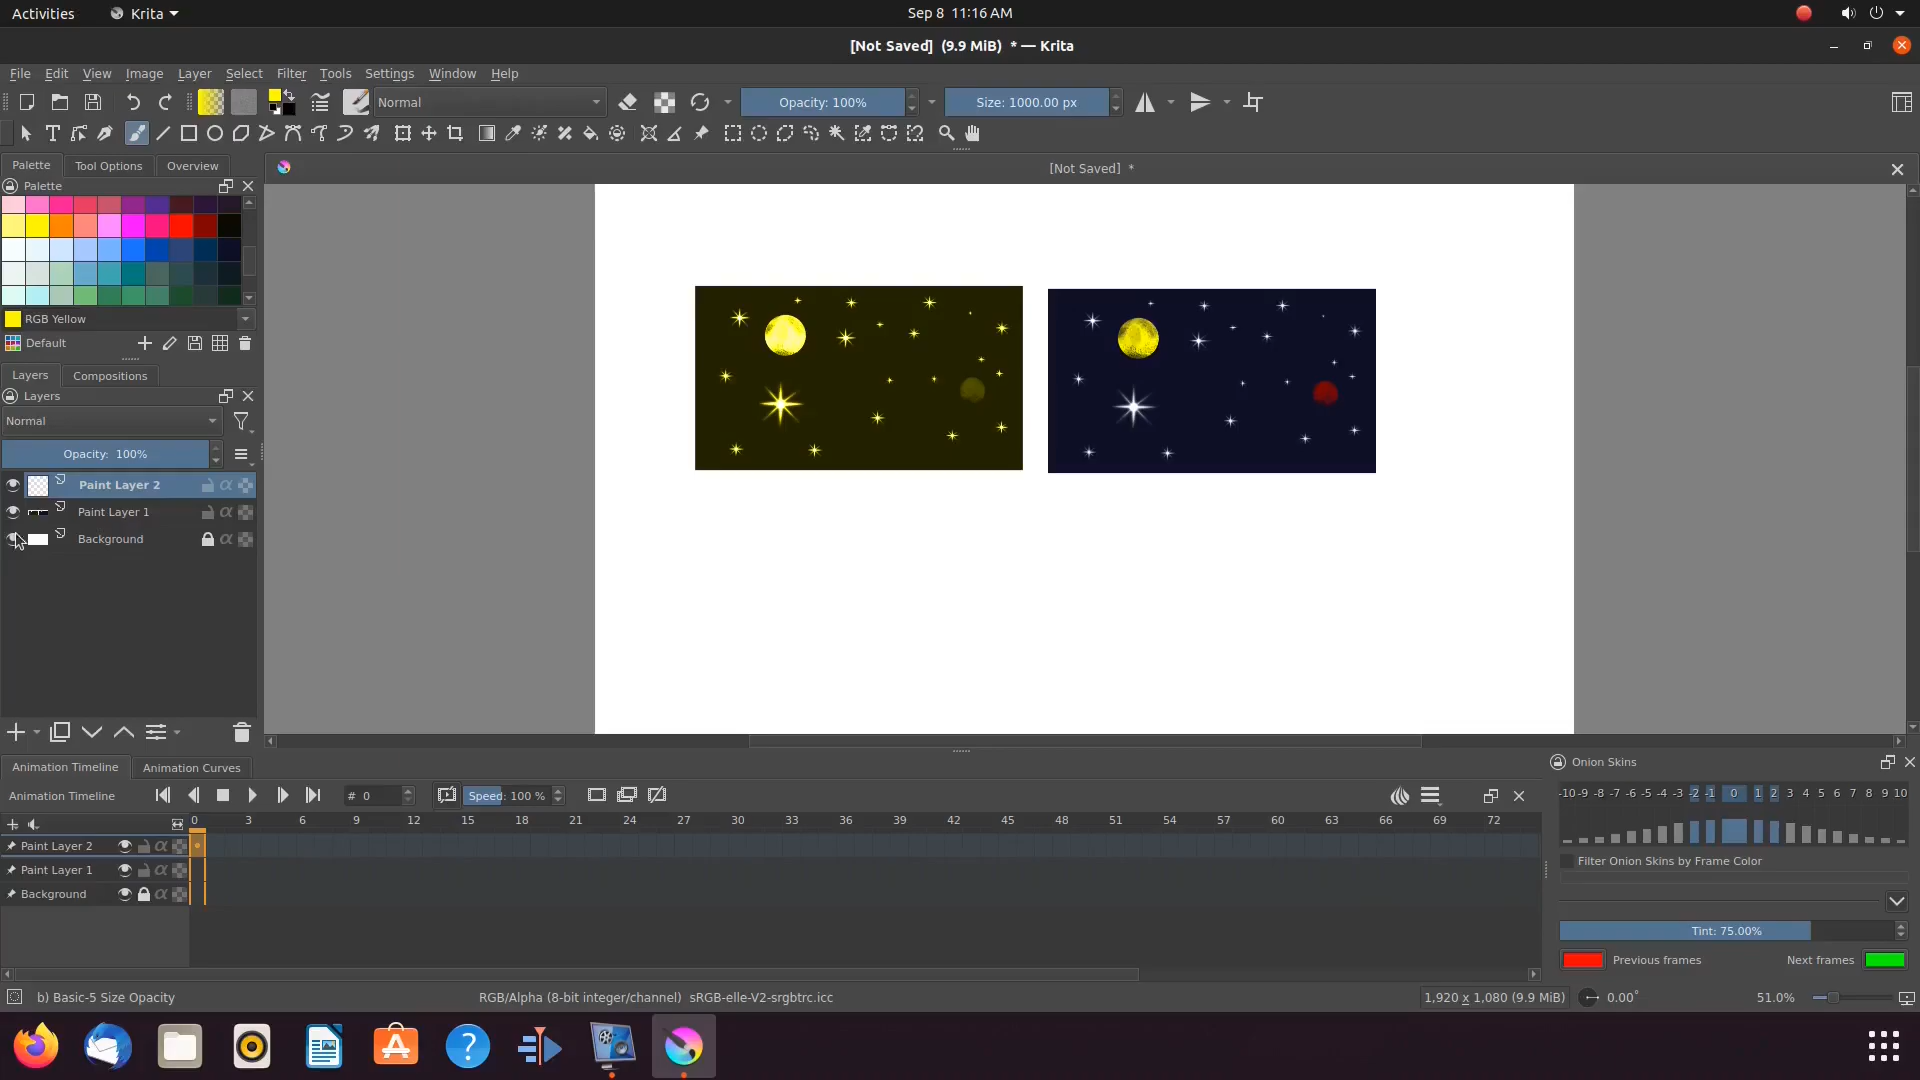 Activities Krita Sep 8 11:16 AM
[Not Saved] (9.9 MiB) * — Krita
File Edit View Image Layer Select Filter Tools Settings Window Help
Normal Opacity: 100% Size: 1000.00 px
Palette Tool Options Overview
[Not Saved] *
Palette
RGB Yellow
Default
Layers Compositions
Layers
Normal
Opacity: 100%
Paint Layer 2
Paint Layer 1
Background
Animation Timeline Animation Curves
Onion Skins
Animation Timeline # 0 Speed: 100 %
-10 -9 -8 -7 -6 -5 -4 -3 -2 -1 0 1 2 3 4 5 6 7 8 9 10
0 3 6 9 12 15 18 21 24 27 30 33 36 39 42 45 48 51 54 57 60 63 66 69 72
Paint Layer 2
Paint Layer 1
Background
Filter Onion Skins by Frame Color
Tint: 75.00%
Previous frames Next frames
b) Basic-5 Size Opacity RGB/Alpha (8-bit integer/channel) sRGB-elle-V2-srgbtrc.icc 1,920 x 1,080 (9.9 MiB) 0.00° 51.0%